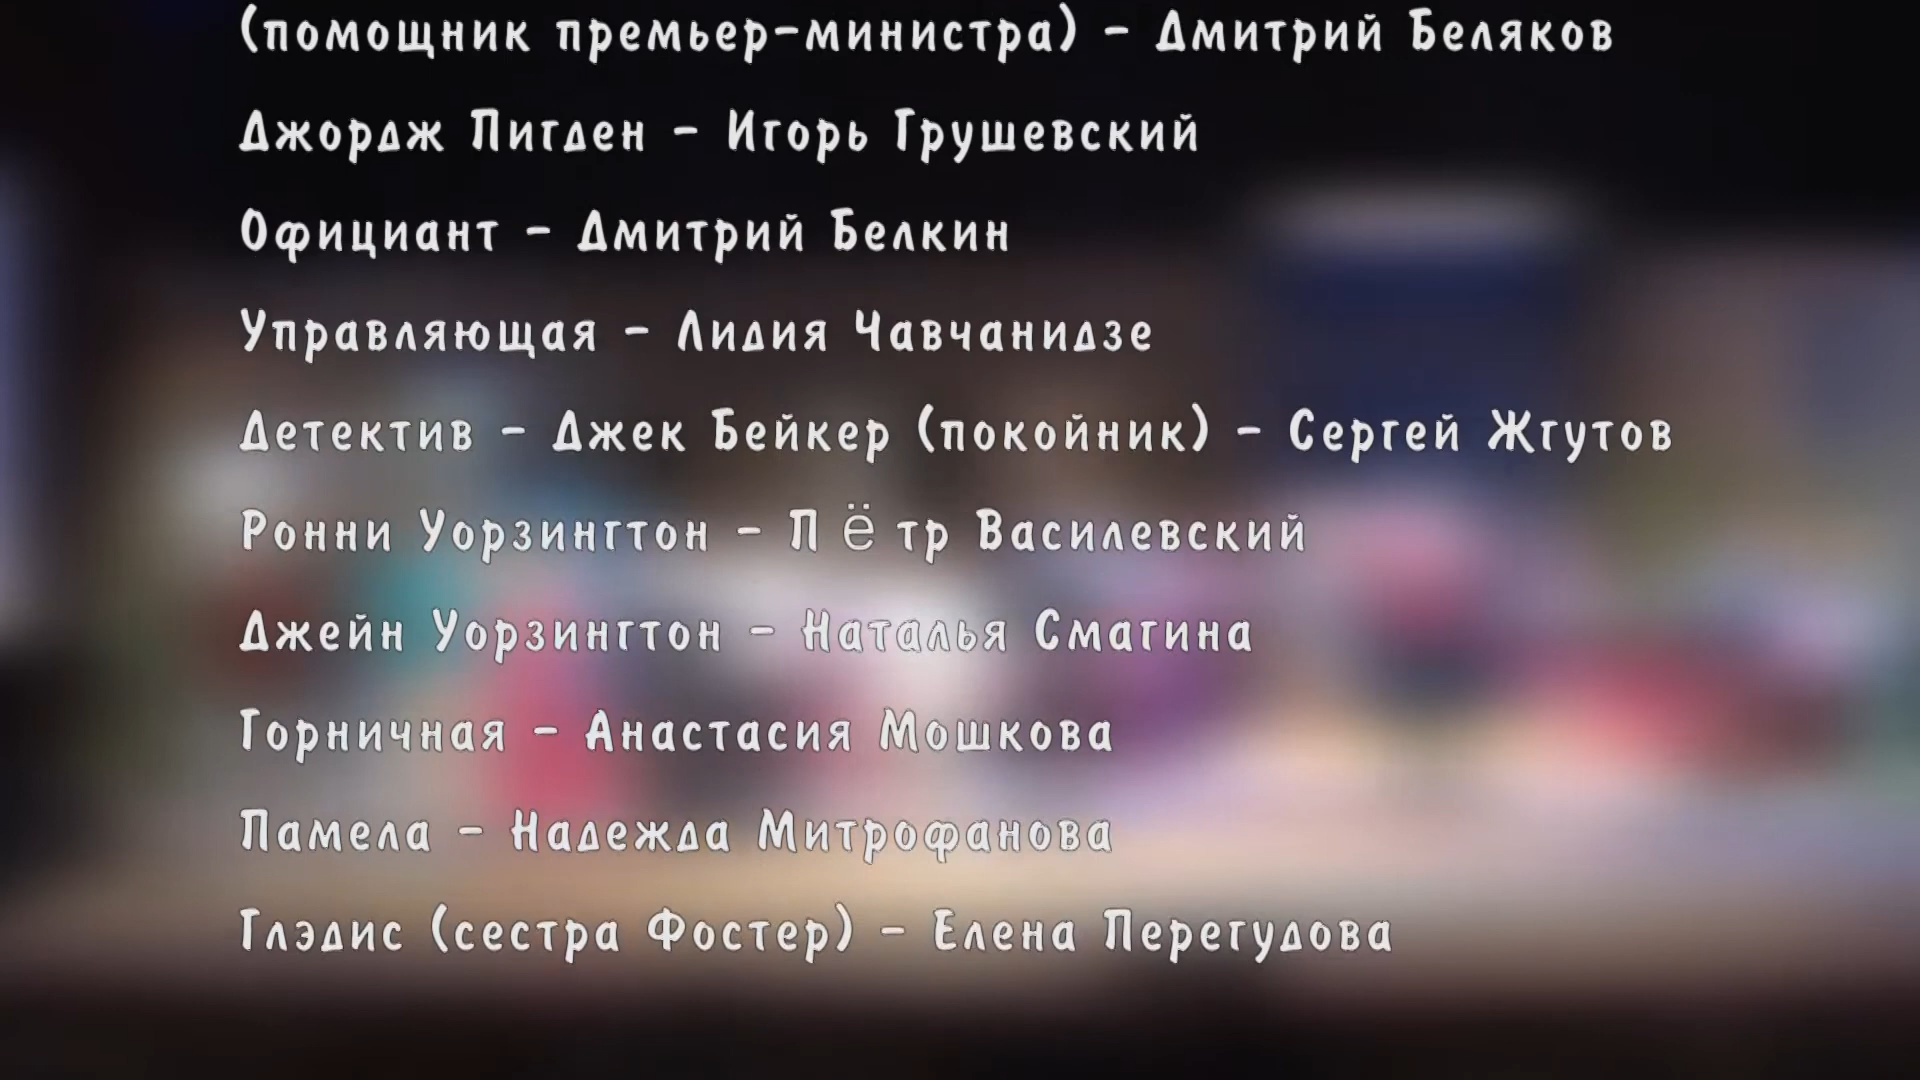 (помощник премьер-министра) - Дмитрий Беляков
Джордж Пигден - Игорь Грушевский
Официант - Дмитрий Белкин
Управляющая - Лидия Чавчанидзе
Детектив - Джек Бейкер (покойник) - Сергей Жгутов
Ронни Уорзингтон - П ё тр Василевский
Джейн Уорзингтон - Наталья Смагина
Горничная - Анастасия Мошкова
Памела - Надежда Митрофанова
Глэдис (сестра Фостер) - Елена Перегудова